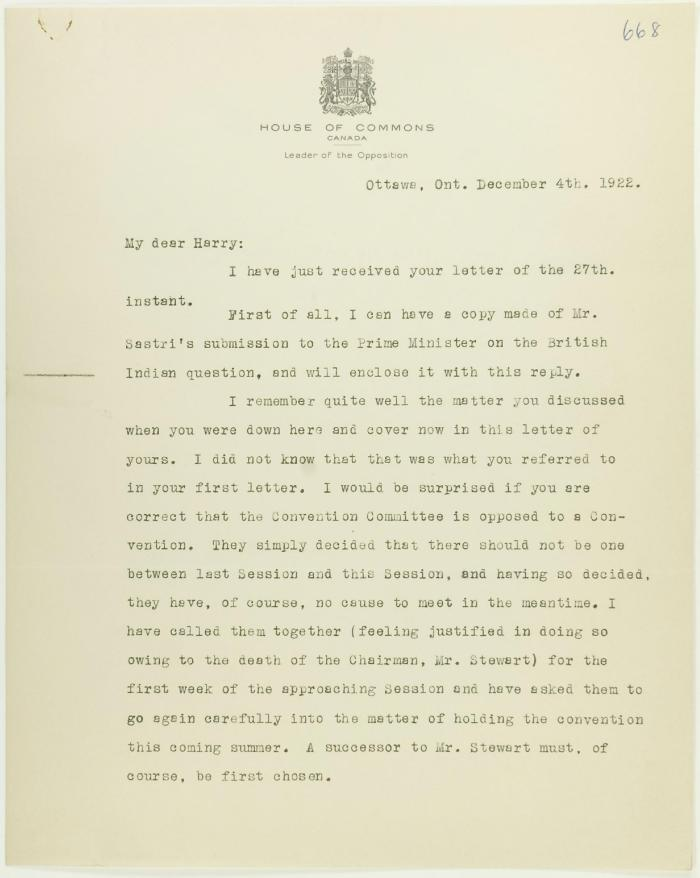 668
HOUSE OF COMMONS
CANADA
Leader of the Opposition
Ottawa, Ont. December 4th. 1922.
My dear Harry:
I have just received your letter of the 27th.
instant.
First of all, I can have a copy made of Mr.
Sastri's submission to the Prime Minister on the British
Indian question, and will enclose it with this reply.
I remember quite well the matter you discussed
when you were down here and cover now in this letter of
yours. I did not know that that was what you referred to
in your first letter. I would be surprised if you are
correct that the Convention Committee is opposed to a Con-
vention. They simply decided that there should not be one
between last Session and this Session, and having so decided,
they have, of course, no cause to meet in the meantime. I
have called them together (feeling justified in doing so
owing to the death of the Chairman, Mr. Stewart) for the
first week of the approaching Session and have asked them to
go again carefully into the matter of holding the convention
this coming summer. A successor to Mr. Stewart must, of
course, be first chosen.